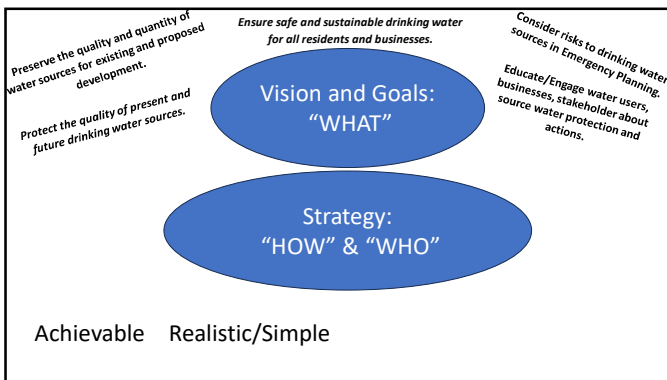 Preserve the quality and quantity of
water sources for existing and proposed
development.
Protect the quality of present and
future drinking water sources.
Ensure safe and sustainable drinking water
for all residents and businesses.
Consider risks to drinking water
sources in Emergency Planning.
Educate/Engage water users,
businesses, stakeholder about
source water protection and
actions.
Vision and Goals:
“WHAT”
Strategy:
“HOW” & “WHO”
Achievable Realistic/Simple